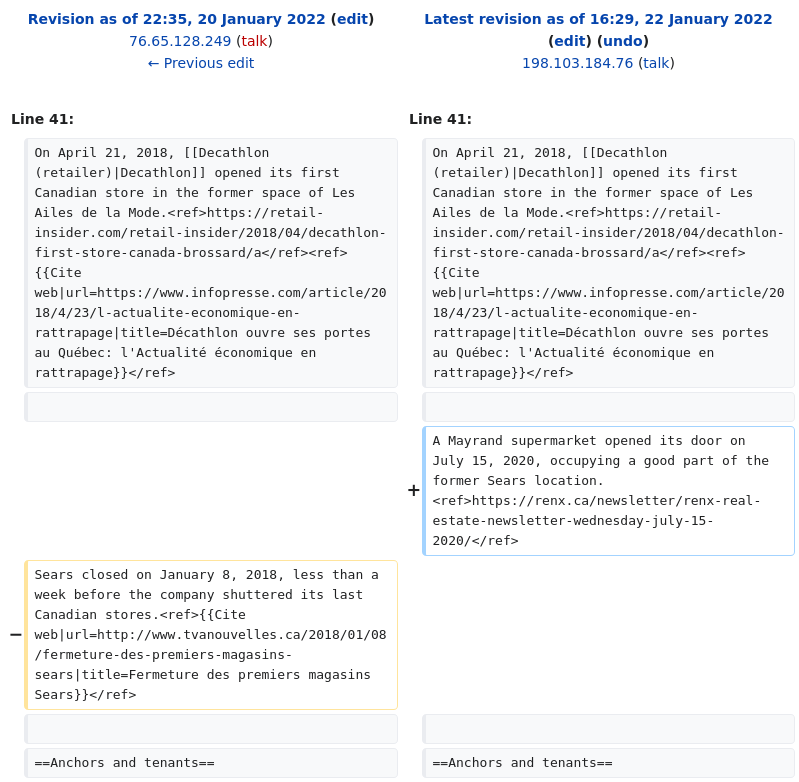 Revision as of 22:35, 20 January 2022 (edit)
76.65.128.249 (talk)
← Previous edit
Latest revision as of 16:29, 22 January 2022
(edit) (undo)
198.103.184.76 (talk)
Line 41:
Line 41:
On April 21, 2018, [[Decathlon
(retailer)|Decathlon]] opened its first
Canadian store in the former space of Les
Ailes de la Mode.<ref>https://retail-
insider.com/retail-insider/2018/04/decathlon-
first-store-canada-brossard/a</ref><ref>
{{Cite
web|url=https://www.infopresse.com/article/20
18/4/23/l-actualite-economique-en-
rattrapage|title=Décathlon ouvre ses portes
au Québec: l'Actualité économique en
rattrapage}}</ref>
On April 21, 2018, [[Decathlon
(retailer)|Decathlon]] opened its first
Canadian store in the former space of Les
Ailes de la Mode.<ref>https://retail-
insider.com/retail-insider/2018/04/decathlon-
first-store-canada-brossard/a</ref><ref>
{{Cite
web|url=https://www.infopresse.com/article/20
18/4/23/l-actualite-economique-en-
rattrapage|title=Décathlon ouvre ses portes
au Québec: l'Actualité économique en
rattrapage}}</ref>
+
A Mayrand supermarket opened its door on
July 15, 2020, occupying a good part of the
former Sears location.
<ref>https://renx.ca/newsletter/renx-real-
estate-newsletter-wednesday-july-15-
2020/</ref>
−
Sears closed on January 8, 2018, less than a
week before the company shuttered its last
Canadian stores.<ref>{{Cite
web|url=http://www.tvanouvelles.ca/2018/01/08
/fermeture-des-premiers-magasins-
sears|title=Fermeture des premiers magasins
Sears}}</ref>
==Anchors and tenants==
==Anchors and tenants==